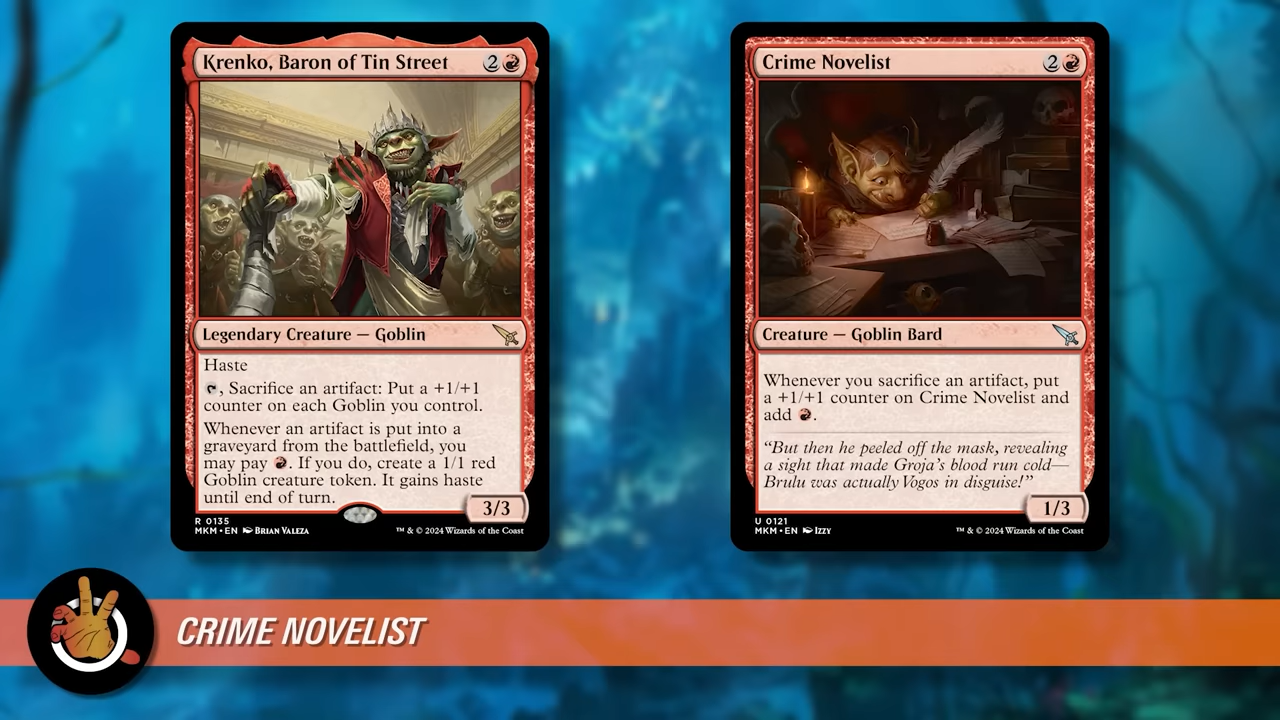 Krenko, Baron of Tin Street 2
Legendary Creature — Goblin
Haste
, Sacrifice an artifact: Put a +1/+1
counter on each Goblin you control.
Whenever an artifact is put into a
graveyard from the battlefield, you
may pay . If you do, create a 1/1 red
Goblin creature token. It gains haste
until end of turn.
3/3
R 0135
MKM • EN BRIAN VALEZA
™ & © 2024 Wizards of the Coast
Crime Novelist 2
Creature — Goblin Bard
Whenever you sacrifice an artifact, put
a +1/+1 counter on Crime Novelist and
add .
“But then he peeled off the mask, revealing
a sight that made Groja’s blood run cold—
Brulu was actually Vogos in disguise!”
1/3
U 0121
MKM • EN IZZY
™ & © 2024 Wizards of the Coast
CRIME NOVELIST